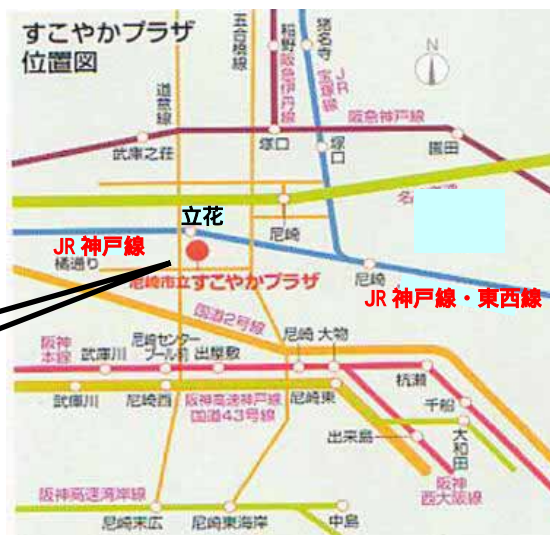 すこやかプラザ
位置図
五合橋線
稲野
阪急伊丹線
猪名寺
JR
宝塚線
N
道意線
阪急神戸線
武庫之荘
塚口
塚口
園田
名
立花
尼崎
JR 神戸線
橘通り
尼崎
尼崎市立すこやかプラザ
JR 神戸線・東西線
国道2号線
阪神
本線
武庫川
尼崎センター
プール前
出屋敷
尼崎
大物
杭瀬
武庫川
尼崎西
阪神高速神戸線
国道43号線
尼崎東
千船
出来島
大和田
阪神
西大阪線
阪神高速湾岸線
尼崎末広
尼崎東海岸
中島